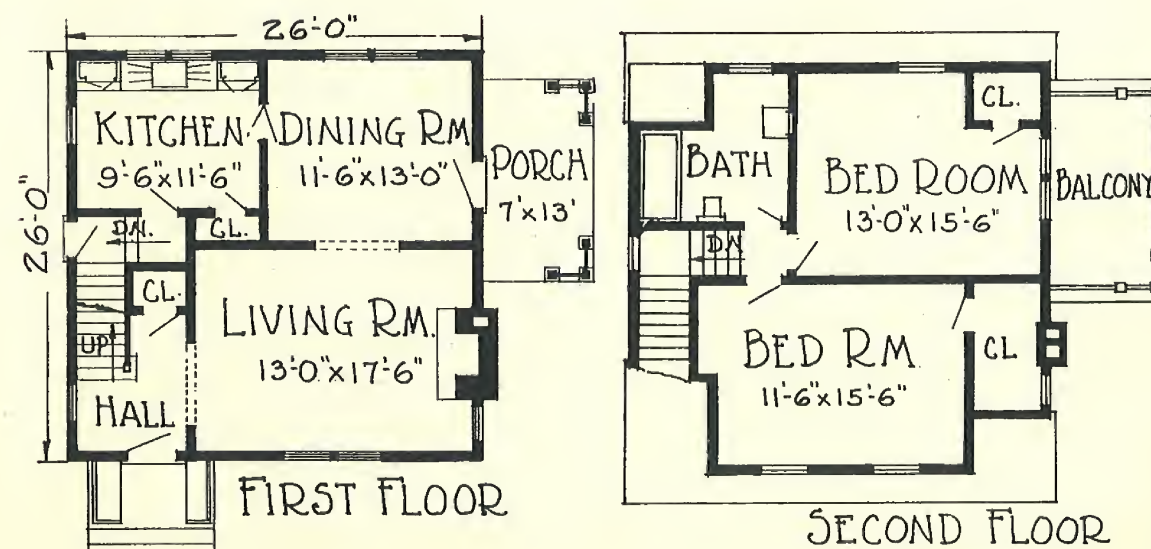 26'-0"
26'-0"
KITCHEN
9'-6"x11'-6"
DINING RM
11'-6"x13'-0"
PORCH
7'x13'
DN.
CL.
CL.
UP
LIVING RM.
13'-0"x17'-6"
HALL
FIRST FLOOR
BATH
BED ROOM
13'-0"x15'-6"
CL.
BALCONY
DN
BED RM
11'-6"x15'-6"
CL
SECOND FLOOR